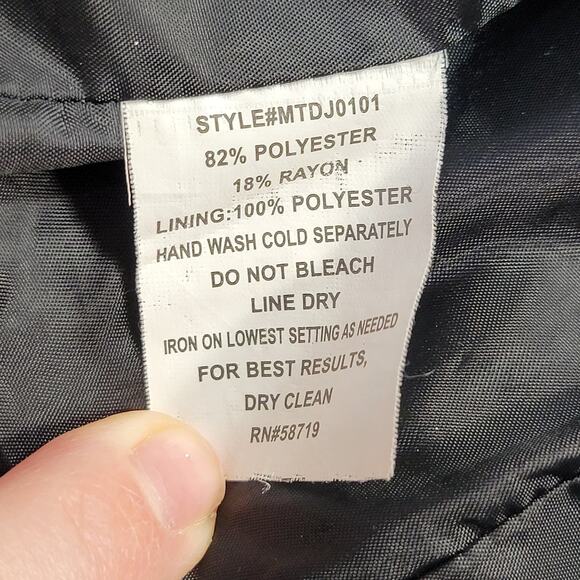 STYLE#MTDJ0101
82% POLYESTER
18% RAYON
LINING:100% POLYESTER
HAND WASH COLD SEPARATELY
DO NOT BLEACH
LINE DRY
IRON ON LOWEST SETTING AS NEEDED
FOR BEST RESULTS,
DRY CLEAN
RN#58719